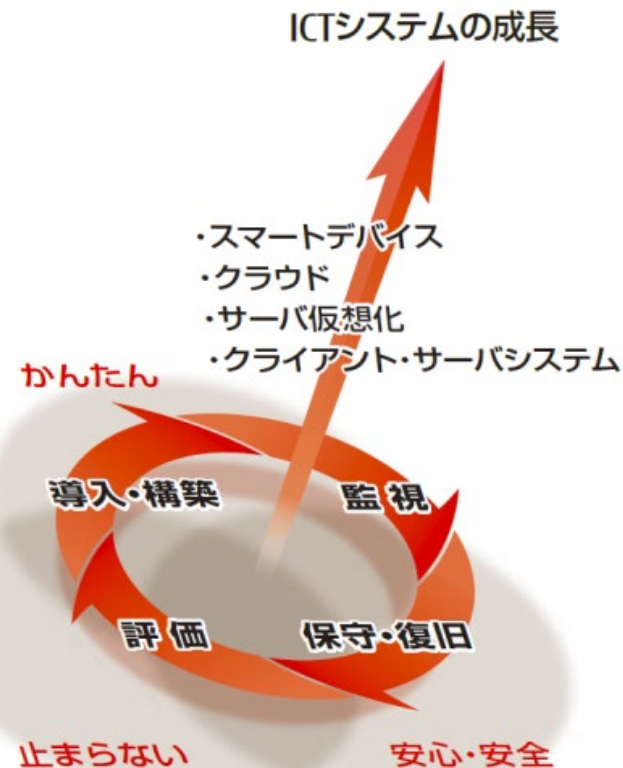 ICTシステムの成長
・スマートデバイス
・クラウド
・サーバ仮想化
・クライアント・サーバシステム
かんたん
導入・構築
監視
評価
保守・復旧
止まらない
安心・安全